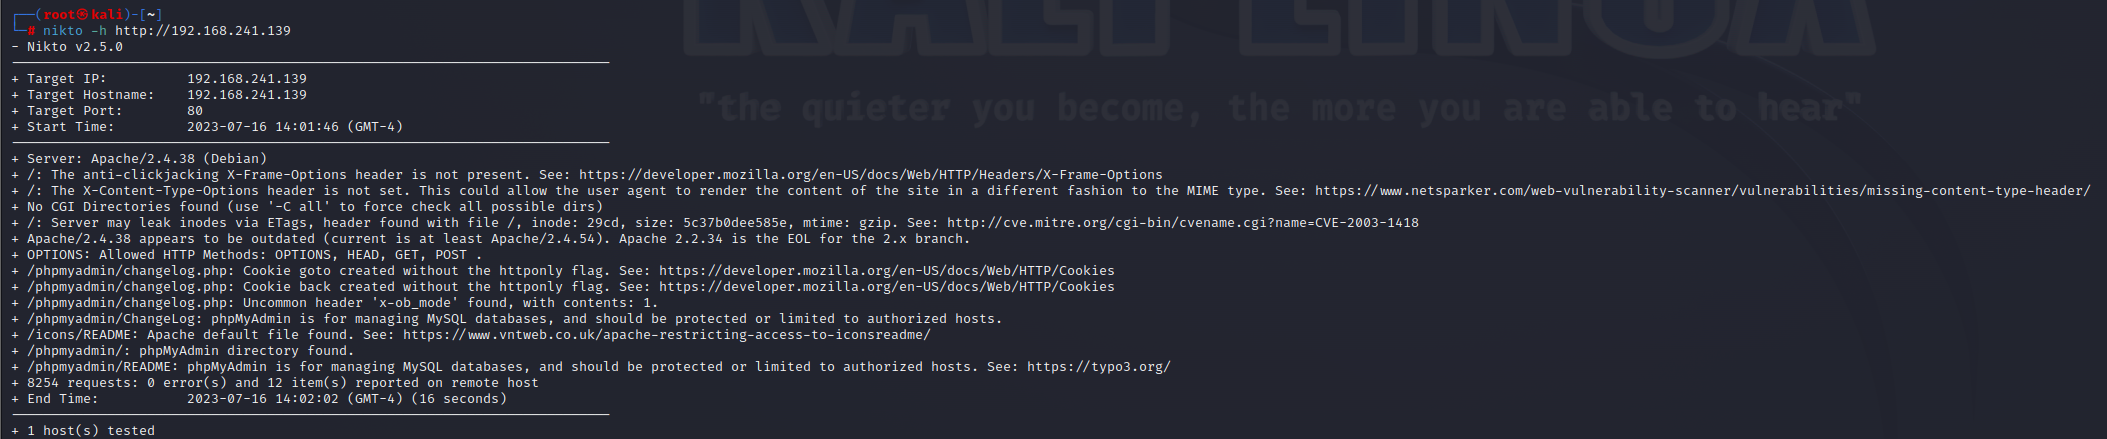 KALI LINUX
"the quieter you become, the more you are able to hear"
┌──(root㉿kali)-[~]
└─# nikto -h http://192.168.241.139
- Nikto v2.5.0
---------------------------------------------------------------------------
+ Target IP:          192.168.241.139
+ Target Hostname:    192.168.241.139
+ Target Port:        80
+ Start Time:         2023-07-16 14:01:46 (GMT-4)
---------------------------------------------------------------------------
+ Server: Apache/2.4.38 (Debian)
+ /: The anti-clickjacking X-Frame-Options header is not present. See: https://developer.mozilla.org/en-US/docs/Web/HTTP/Headers/X-Frame-Options
+ /: The X-Content-Type-Options header is not set. This could allow the user agent to render the content of the site in a different fashion to the MIME type. See: https://www.netsparker.com/web-vulnerability-scanner/vulnerabilities/missing-content-type-header/
+ No CGI Directories found (use '-C all' to force check all possible dirs)
+ /: Server may leak inodes via ETags, header found with file /, inode: 29cd, size: 5c37b0dee585e, mtime: gzip. See: http://cve.mitre.org/cgi-bin/cvename.cgi?name=CVE-2003-1418
+ Apache/2.4.38 appears to be outdated (current is at least Apache/2.4.54). Apache 2.2.34 is the EOL for the 2.x branch.
+ OPTIONS: Allowed HTTP Methods: OPTIONS, HEAD, GET, POST .
+ /phpmyadmin/changelog.php: Cookie goto created without the httponly flag. See: https://developer.mozilla.org/en-US/docs/Web/HTTP/Cookies
+ /phpmyadmin/changelog.php: Cookie back created without the httponly flag. See: https://developer.mozilla.org/en-US/docs/Web/HTTP/Cookies
+ /phpmyadmin/changelog.php: Uncommon header 'x-ob_mode' found, with contents: 1.
+ /phpmyadmin/ChangeLog: phpMyAdmin is for managing MySQL databases, and should be protected or limited to authorized hosts.
+ /icons/README: Apache default file found. See: https://www.vntweb.co.uk/apache-restricting-access-to-iconsreadme/
+ /phpmyadmin/: phpMyAdmin directory found.
+ /phpmyadmin/README: phpMyAdmin is for managing MySQL databases, and should be protected or limited to authorized hosts. See: https://typo3.org/
+ 8254 requests: 0 error(s) and 12 item(s) reported on remote host
+ End Time:           2023-07-16 14:02:02 (GMT-4) (16 seconds)
---------------------------------------------------------------------------
+ 1 host(s) tested